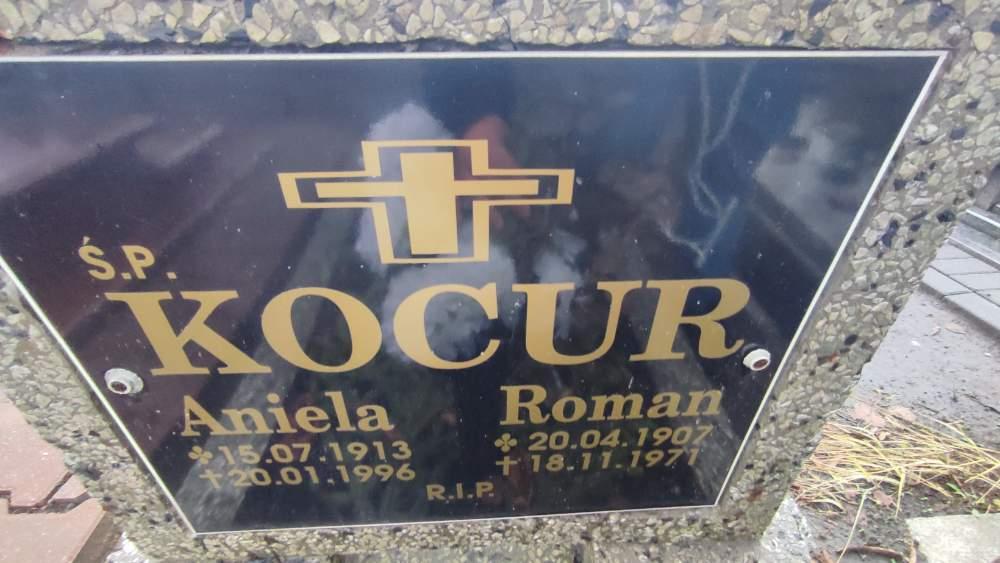 Ś.P.
KOCUR
Aniela
✤ 15.07.1913
✝ 20.01.1996
Roman
✤ 20.04.1907
✝ 18.11.1971
R.I.P.